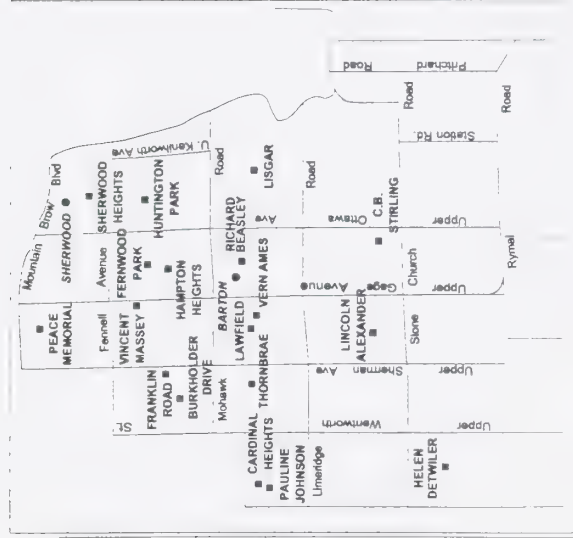 Pritchard Road
Road
Road
Station Rd.
U. Kenilworth Ave
Road
Road
Mountain Brow Blvd
SHERWOOD
SHERWOOD
HEIGHTS
HUNTINGTON
PARK
LISGAR
Upper Ottawa Ave
C.B.
STIRLING
RICHARD
BEASLEY
Avenue
FERNWOOD
PARK
HAMPTON
HEIGHTS
BARTON
VERN AMES
Upper Gage Avenue
Church
Rymal
PEACE
MEMORIAL
Fennell
VINCENT
MASSEY
LAWFIELD
LINCOLN
ALEXANDER
Stone
Upper Sherman Ave
FRANKLIN
ROAD
BURKHOLDER
DRIVE
Mohawk
THORNBRAE
St.
Upper Wentworth
CARDINAL
HEIGHTS
PAULINE
JOHNSON
Limeridge
HELEN
DETWILER